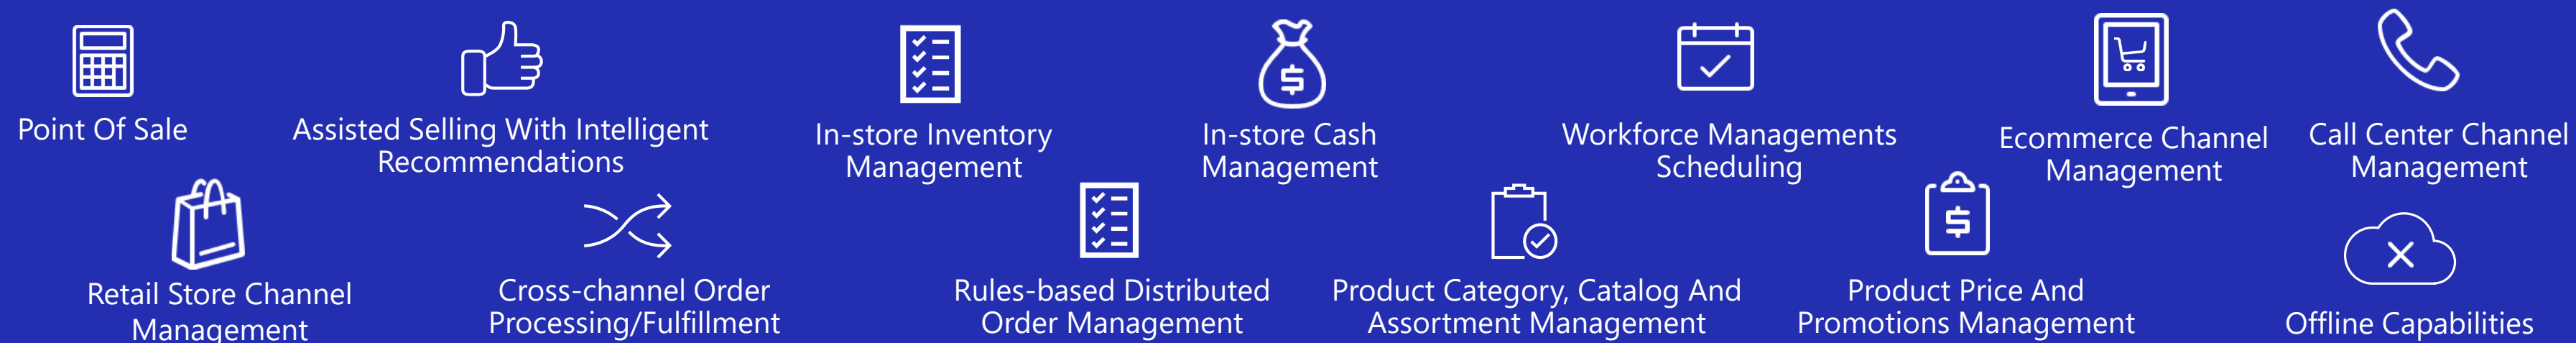 Point Of Sale
Assisted Selling With Intelligent
Recommendations
In-store Inventory
Management
In-store Cash
Management
Workforce Managements
Scheduling
Ecommerce Channel
Management
Call Center Channel
Management
Retail Store Channel
Management
Cross-channel Order
Processing/Fulfillment
Rules-based Distributed
Order Management
Product Category, Catalog And
Assortment Management
Product Price And
Promotions Management
Offline Capabilities